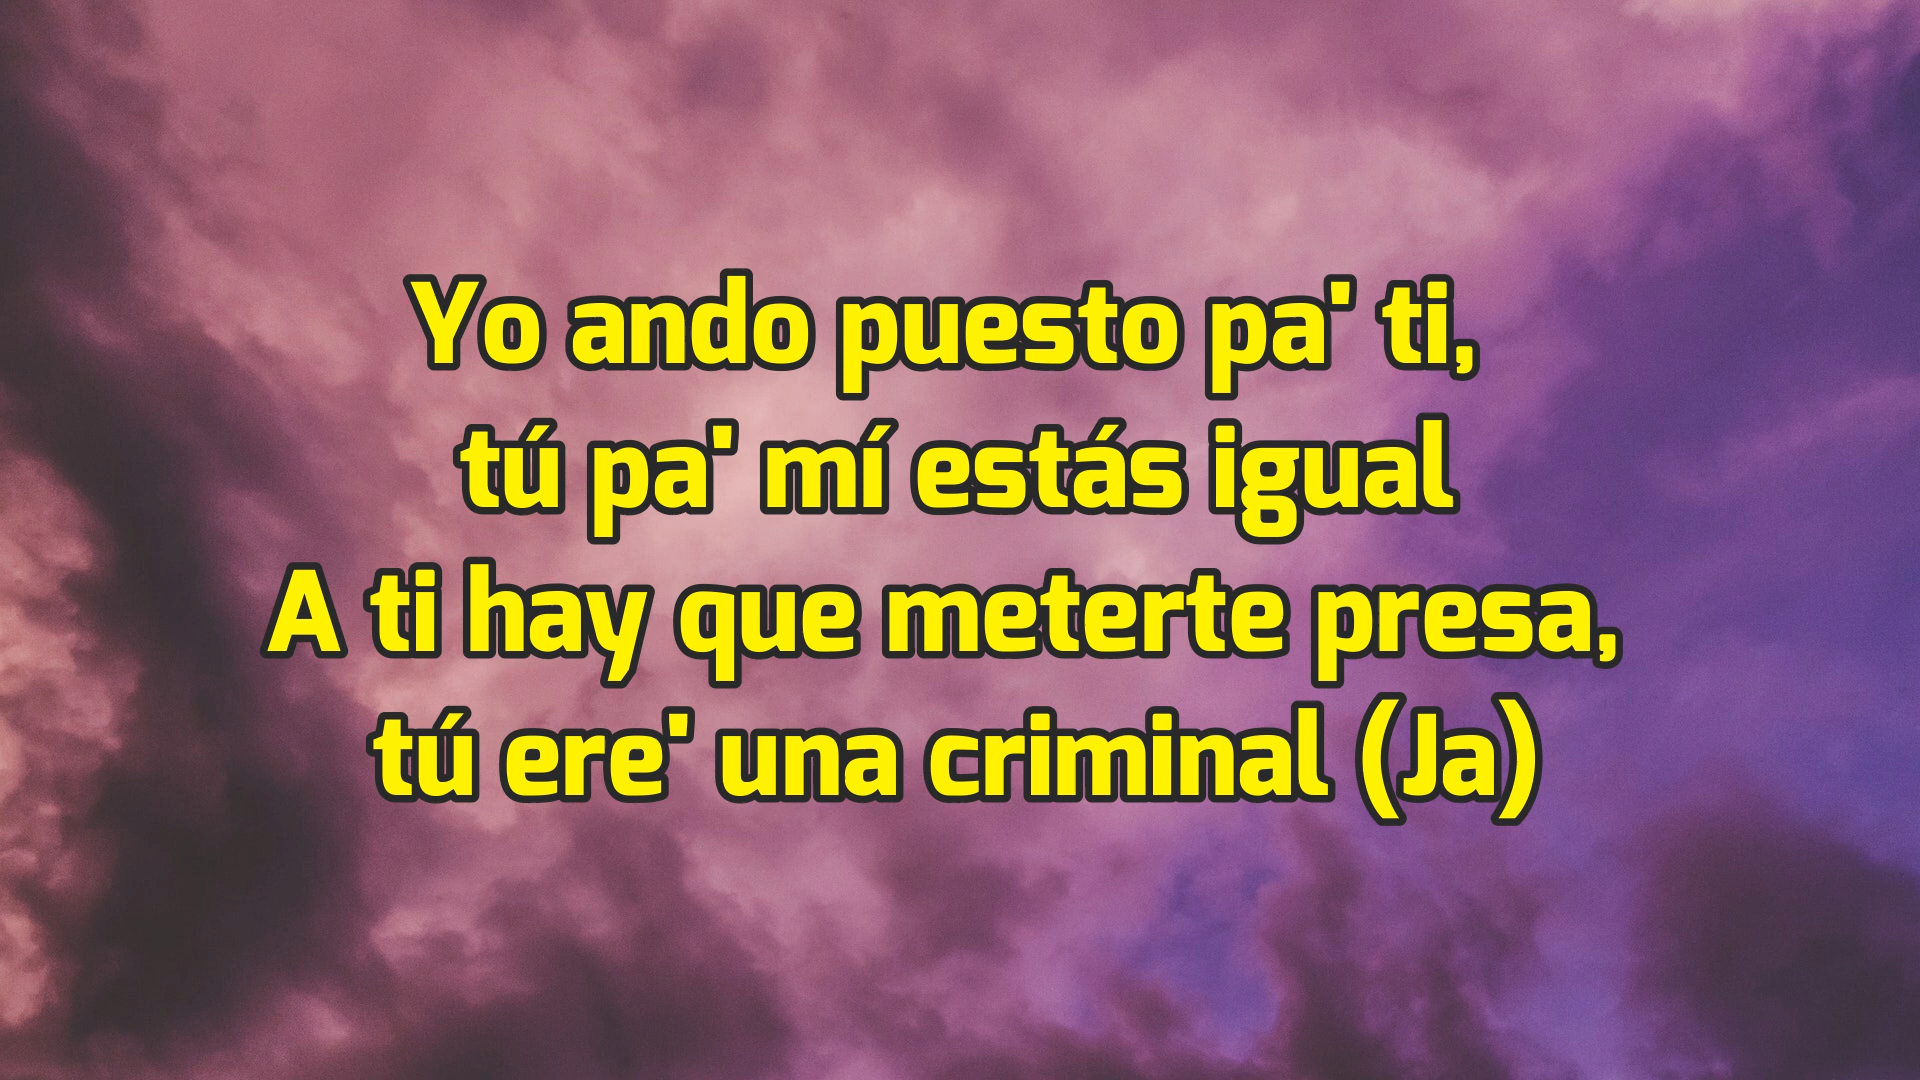 Yo ando puesto pa' ti,
tú pa' mí estás igual
A ti hay que meterte presa,
tú ere' una criminal (Ja)